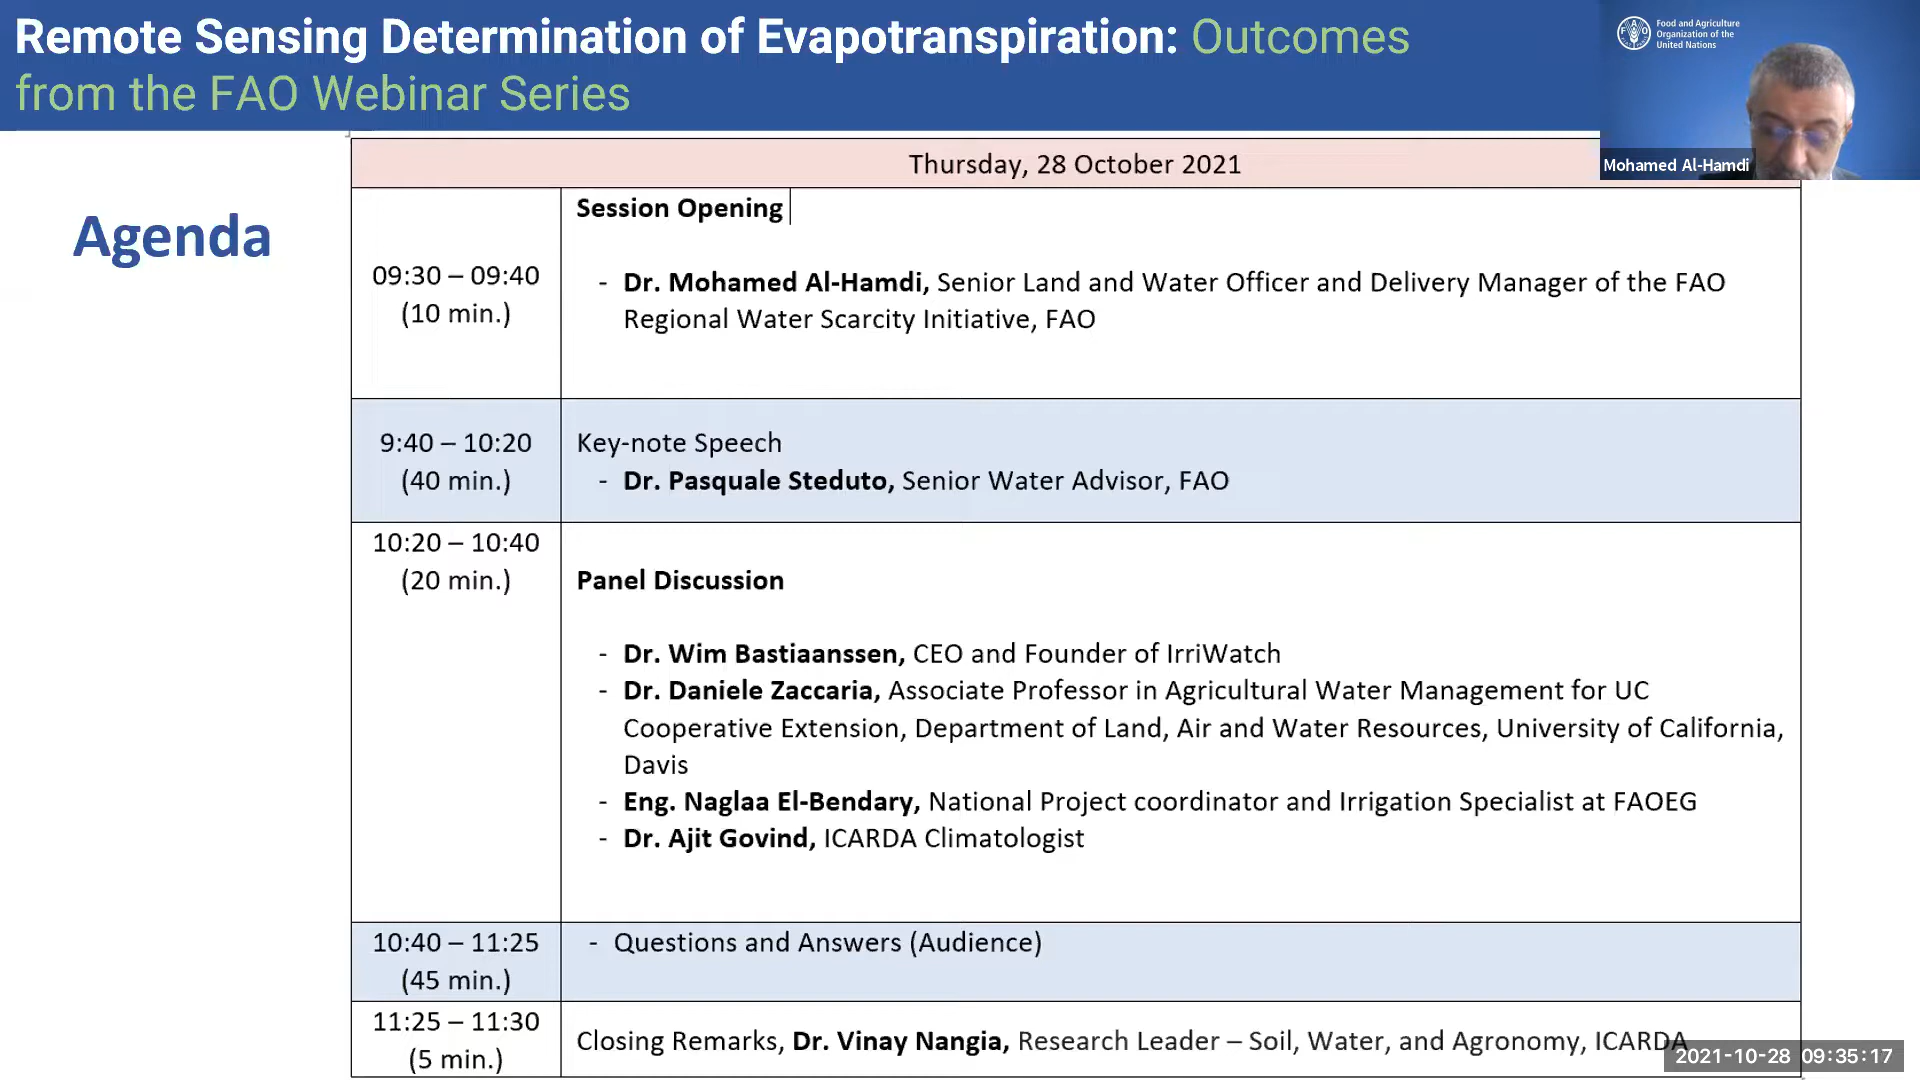 Remote Sensing Determination of Evapotranspiration: Outcomes
from the FAO Webinar Series
Food and Agriculture
Organization of the
United Nations
Mohamed Al-Hamdi
Agenda
Thursday, 28 October 2021
09:30 – 09:40
(10 min.)
Session Opening
- Dr. Mohamed Al-Hamdi, Senior Land and Water Officer and Delivery Manager of the FAO
Regional Water Scarcity Initiative, FAO
9:40 – 10:20
(40 min.)
Key-note Speech
- Dr. Pasquale Steduto, Senior Water Advisor, FAO
10:20 – 10:40
(20 min.)
Panel Discussion
- Dr. Wim Bastiaanssen, CEO and Founder of IrriWatch
- Dr. Daniele Zaccaria, Associate Professor in Agricultural Water Management for UC
Cooperative Extension, Department of Land, Air and Water Resources, University of California,
Davis
- Eng. Naglaa El-Bendary, National Project coordinator and Irrigation Specialist at FAOEG
- Dr. Ajit Govind, ICARDA Climatologist
10:40 – 11:25
(45 min.)
- Questions and Answers (Audience)
11:25 – 11:30
(5 min.)
Closing Remarks, Dr. Vinay Nangia, Research Leader – Soil, Water, and Agronomy, ICARDA
2021-10-28 09:35:17